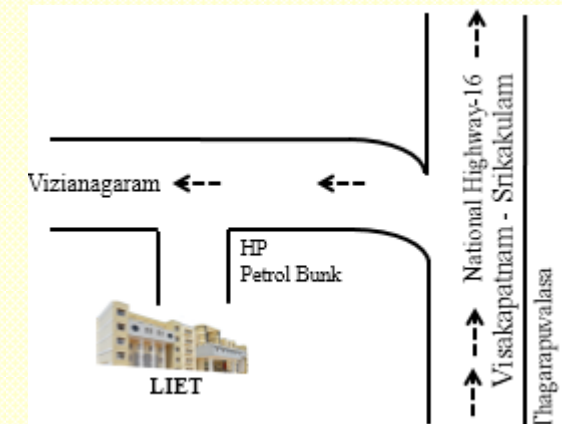 Vizianagaram
HP
Petrol Bunk
LIET
National Highway-16
Visakapatnam - Srikakulam
Thagarapuvalasa